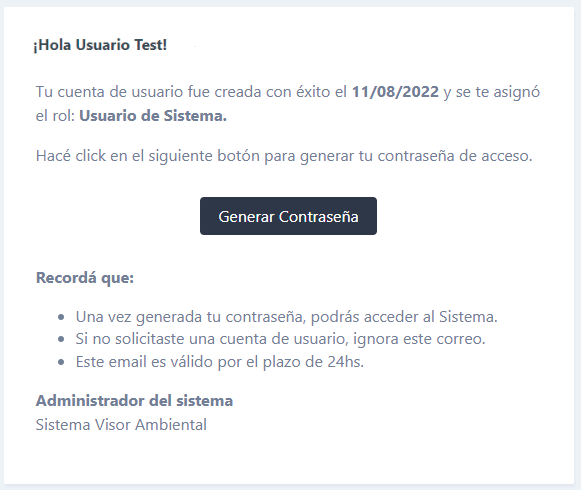 ¡Hola Usuario Test!
Tu cuenta de usuario fue creada con éxito el 11/08/2022 y se te asignó
el rol: Usuario de Sistema.
Hacé click en el siguiente botón para generar tu contraseña de acceso.
Generar Contraseña
Recordá que:
• Una vez generada tu contraseña, podrás acceder al Sistema.
• Si no solicitaste una cuenta de usuario, ignora este correo.
• Este email es válido por el plazo de 24hs.
Administrador del sistema
Sistema Visor Ambiental